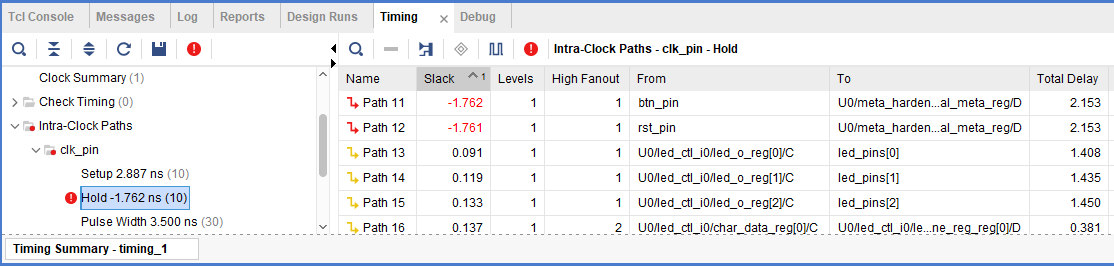 Tcl Console Messages Log Reports Design Runs Timing × Debug
Intra-Clock Paths - clk_pin - Hold
Clock Summary (1)
Check Timing (0)
Intra-Clock Paths
clk_pin
Setup 2.887 ns (10)
Hold -1.762 ns (10)
Pulse Width 3.500 ns (30)
Name Slack 1 Levels High Fanout From To Total Delay
Path 11 -1.762 1 1 btn_pin U0/meta_harden...al_meta_reg/D 2.153
Path 12 -1.761 1 1 rst_pin U0/meta_harden...al_meta_reg/D 2.153
Path 13 0.091 1 1 U0/led_ctl_i0/led_o_reg[0]/C led_pins[0] 1.408
Path 14 0.119 1 1 U0/led_ctl_i0/led_o_reg[1]/C led_pins[1] 1.435
Path 15 0.133 1 1 U0/led_ctl_i0/led_o_reg[2]/C led_pins[2] 1.450
Path 16 0.137 1 2 U0/led_ctl_i0/char_data_reg[0]/C U0/led_ctl_i0/le...ne_reg_reg[0]/D 0.381
Timing Summary - timing_1